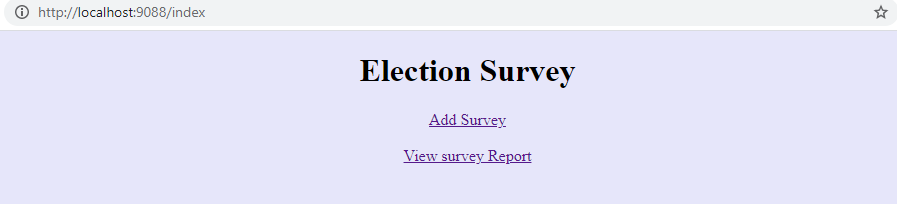 http://localhost:9088/index
Election Survey
Add Survey
View survey Report